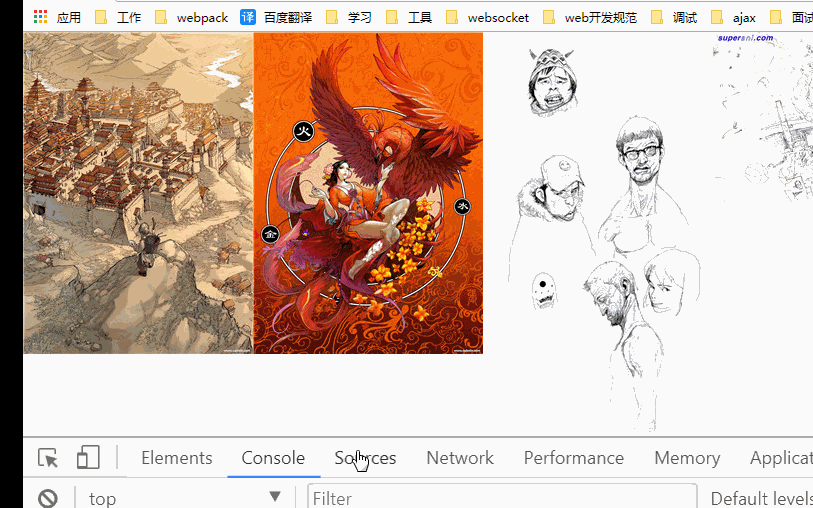 应用 工作 webpack 译 百度翻译 学习 工具 websocket web开发规范 调试 ajax 面试
superani.com
火
水
金
Elements Console Sources Network Performance Memory Applicat
top Filter Default levels